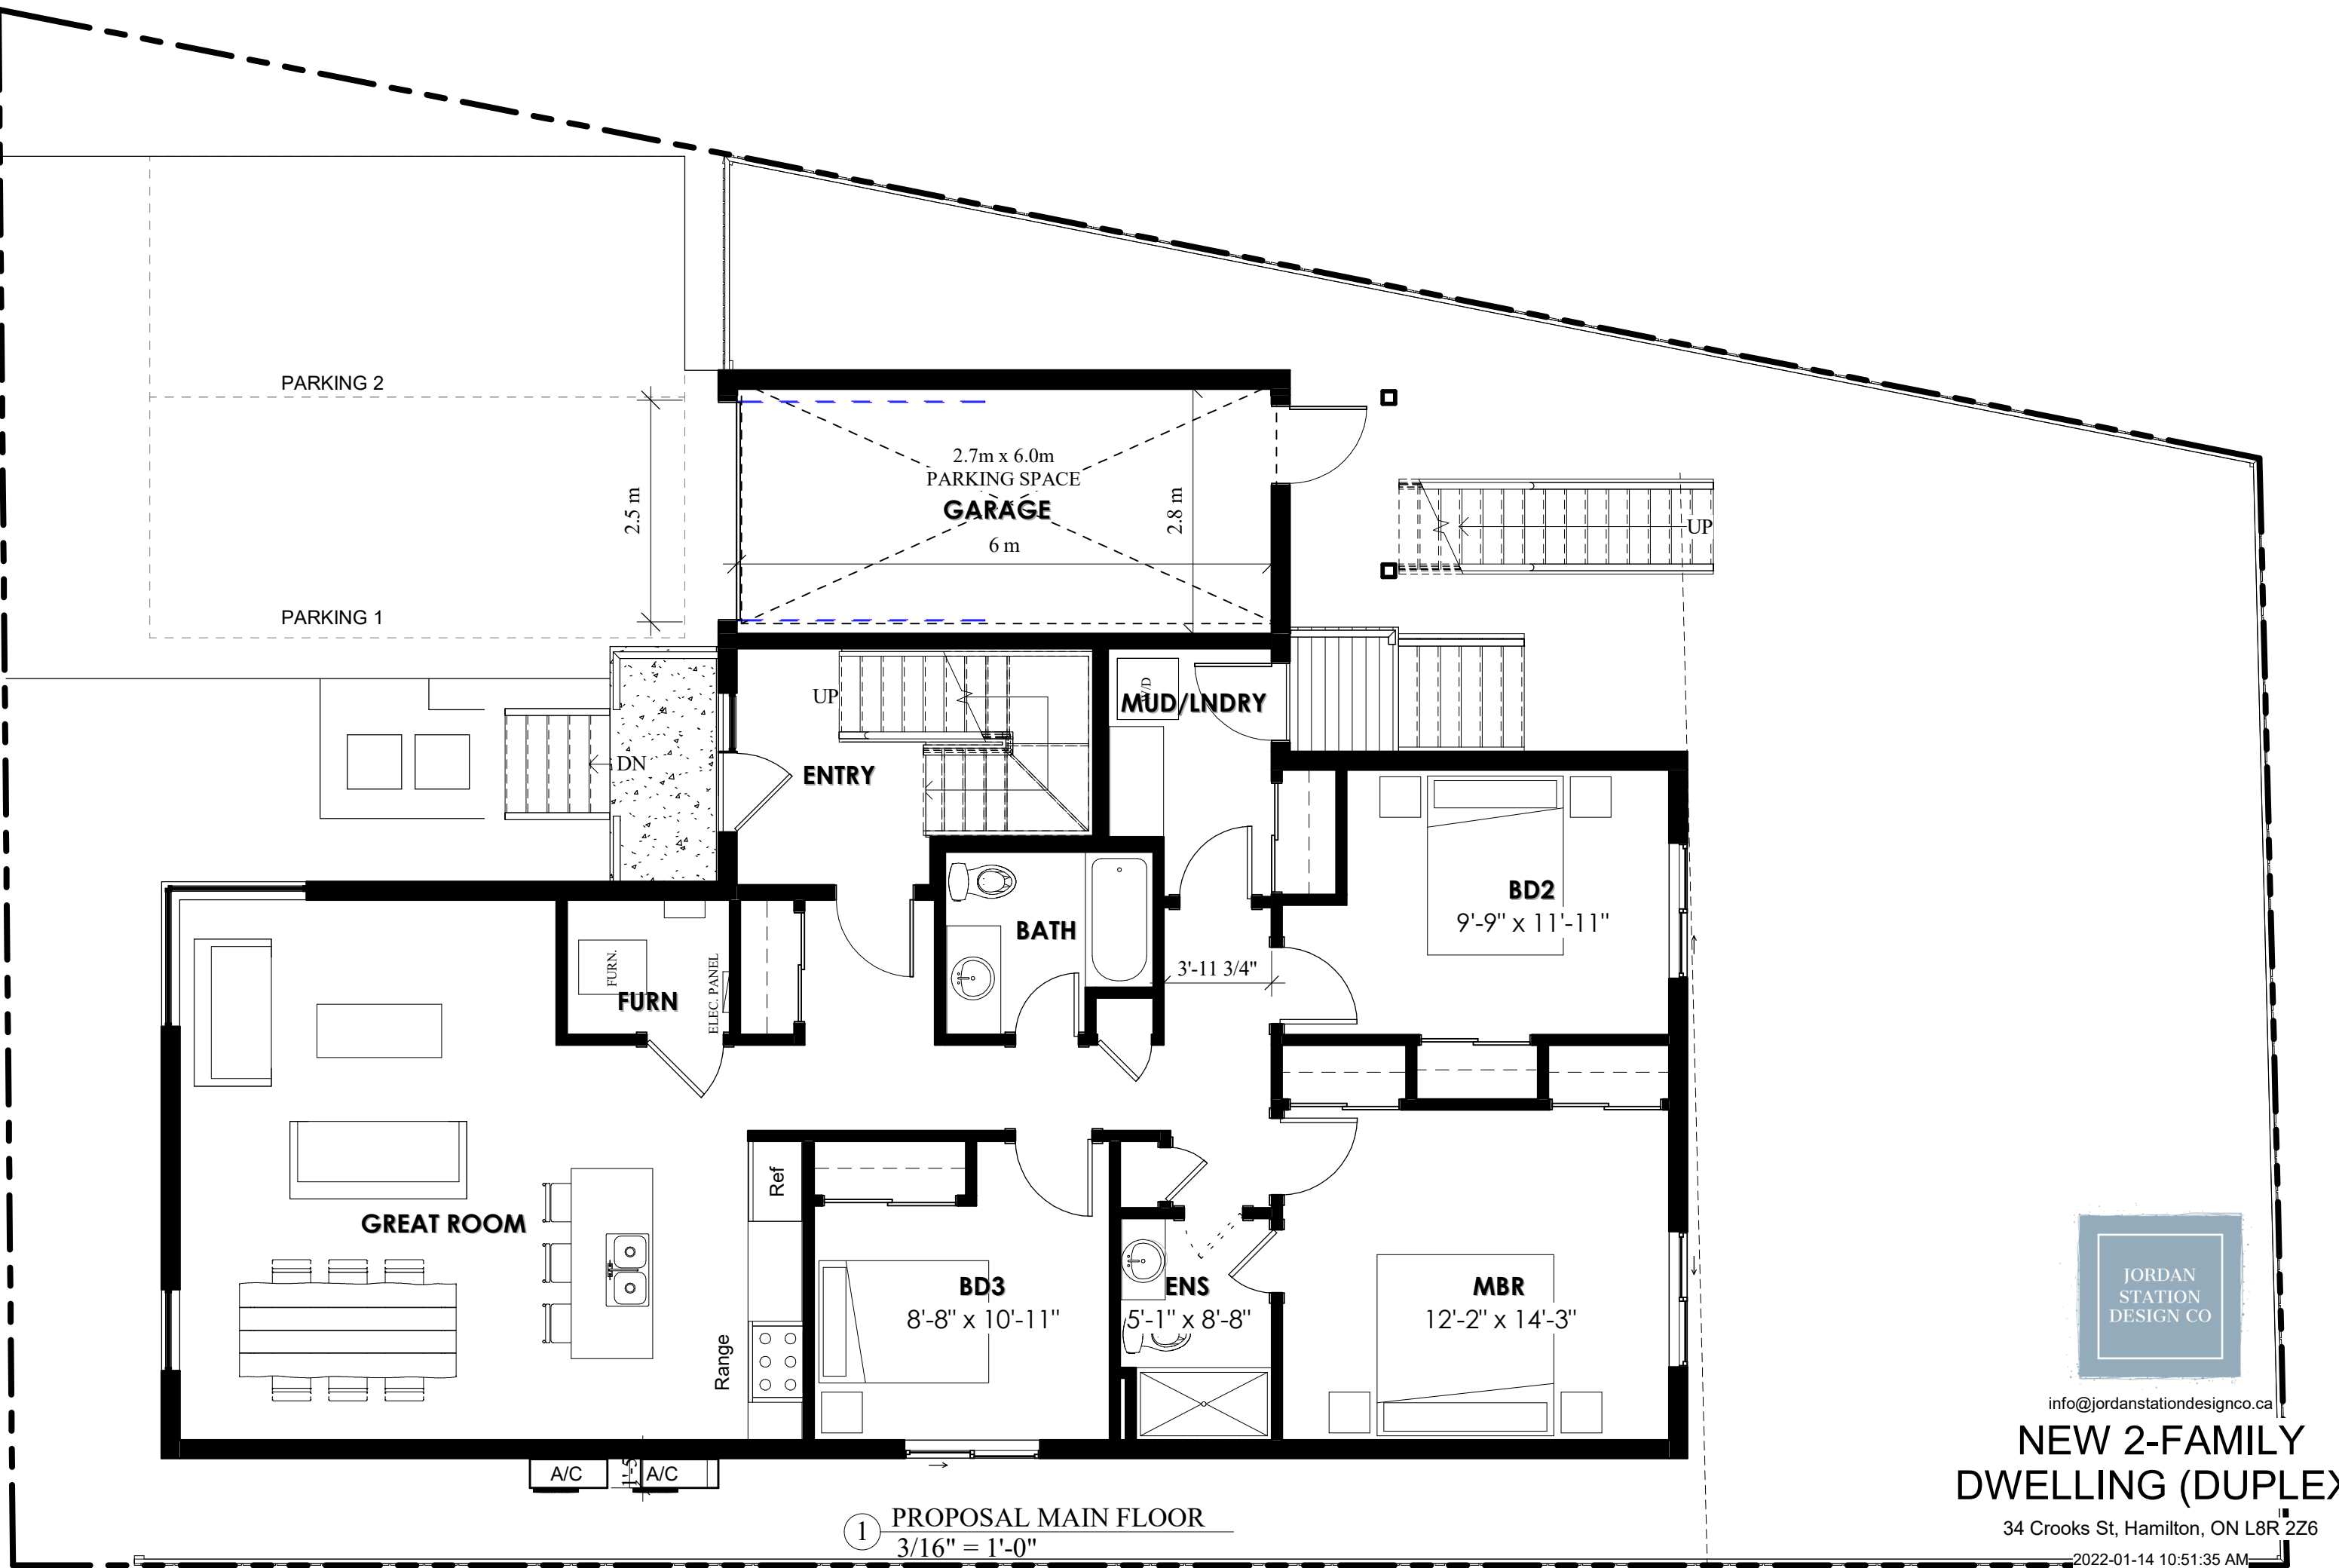 PARKING 2
2.7m x 6.0m
PARKING SPACE
GARAGE
2.5 m
2.8 m
6 m
UP
PARKING 1
UP
W/D
MUD/LNDRY
DN
ENTRY
BD2
9'-9" x 11'-11"
BATH
FURN.
FURN
ELEC. PANEL
3'-11 3/4"
Ref
GREAT ROOM
BD3
8'-8" x 10'-11"
ENS
5'-1" x 8'-8"
MBR
12'-2" x 14'-3"
Range
A/C
1'-5
A/C
1
PROPOSAL MAIN FLOOR
3/16" = 1'-0"
JORDAN
STATION
DESIGN CO
info@jordanstationdesignco.ca
NEW 2-FAMILY
DWELLING (DUPLEX
34 Crooks St, Hamilton, ON L8R 2Z6
2022-01-14 10:51:35 AM